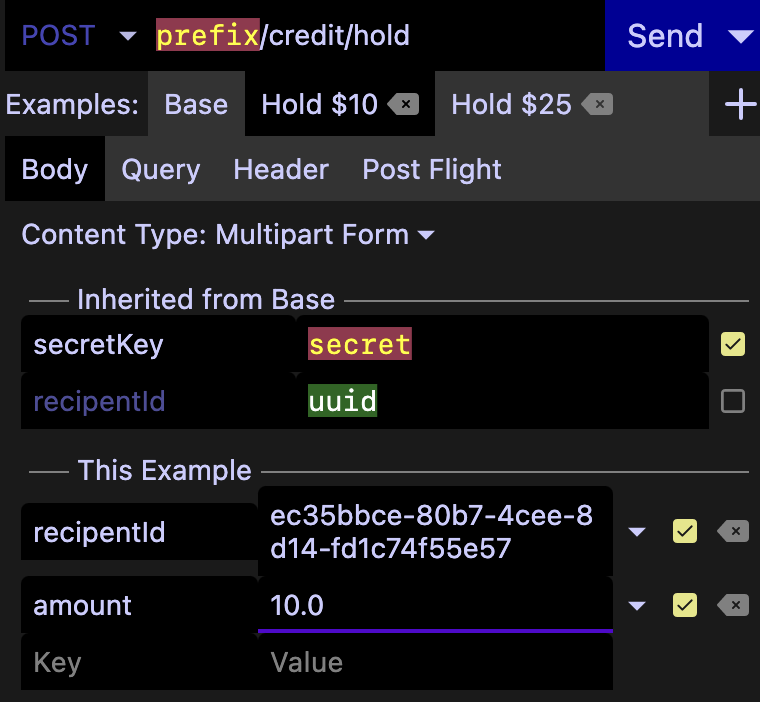 POST prefix/credit/hold Send
Examples: Base Hold $10 Hold $25
Body Query Header Post Flight
Content Type: Multipart Form
Inherited from Base
secretKey secret
recipentId uuid
This Example
recipentId ec35bbce-80b7-4cee-8
d14-fd1c74f55e57
amount 10.0
Key Value